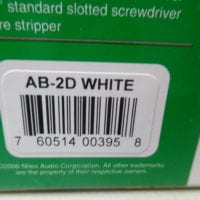 " standard slotted screwdriver
re stripper
AB-2D WHITE
7 60514 00395 8
©2006 Niles Audio Corporation. All other trademarks
are the property of their respective owners